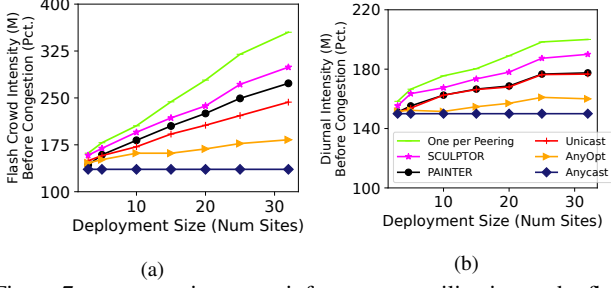 Flash Crowd Intensity (M)
Before Congestion (Pct.)
400
325
250
175
100
10
20
30
Deployment Size (Num Sites)
(a)
Diurnal Intensity (M)
Before Congestion (Pct.)
220
180
140
100
One per Peering
SCULPTOR
PAINTER
Unicast
AnyOpt
Anycast
10
20
30
Deployment Size (Num Sites)
(b)